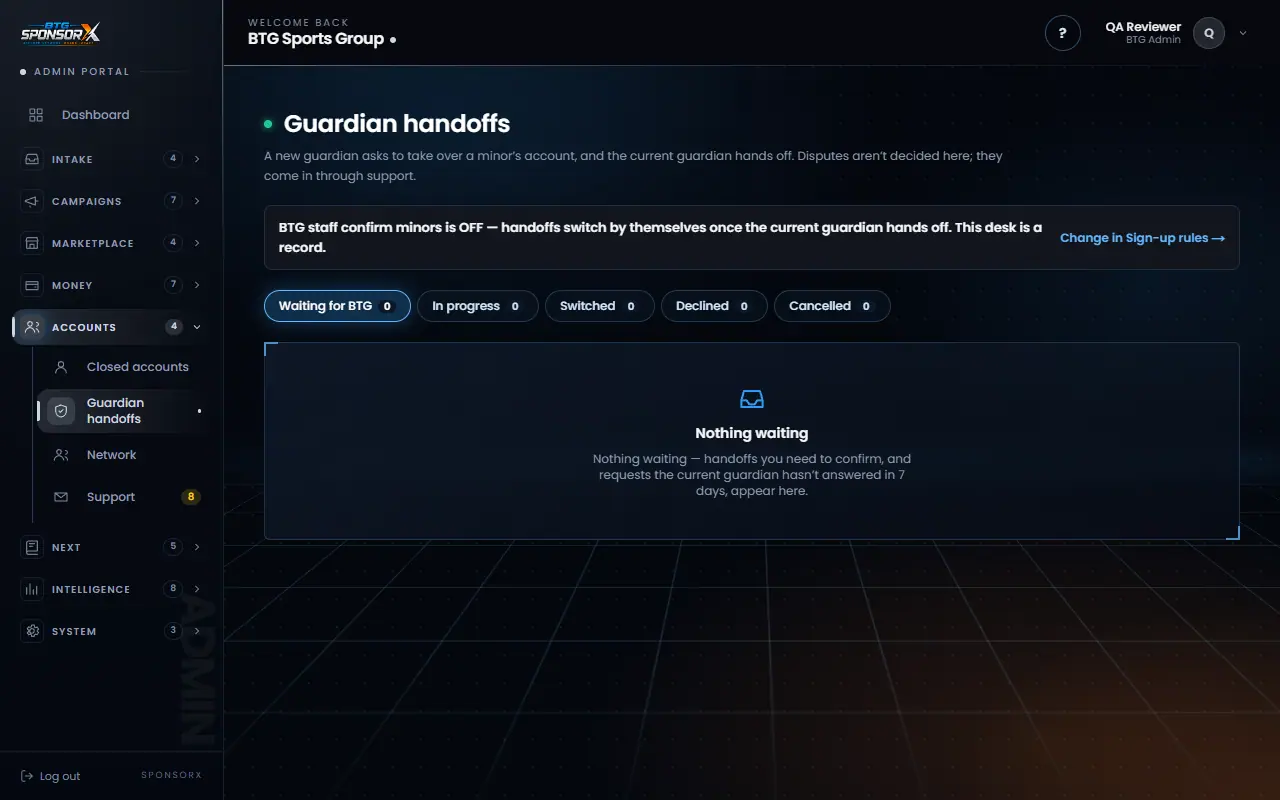 BTG
SPONSORX
ADMIN PORTAL
Dashboard
INTAKE 4
CAMPAIGNS 7
MARKETPLACE 4
MONEY 7
ACCOUNTS 4
Closed accounts
Guardian
handoffs
Network
Support 8
NEXT 5
INTELLIGENCE 8
SYSTEM 3
ADMIN
Log out SPONSORX
WELCOME BACK
BTG Sports Group
?
QA Reviewer
BTG Admin
Q
Guardian handoffs
A new guardian asks to take over a minor's account, and the current guardian hands off. Disputes aren't decided here; they
come in through support.
BTG staff confirm minors is OFF — handoffs switch by themselves once the current guardian hands off. This desk is a
record.
Change in Sign-up rules →
Waiting for BTG 0
In progress 0
Switched 0
Declined 0
Cancelled 0
Nothing waiting
Nothing waiting — handoffs you need to confirm, and
requests the current guardian hasn't answered in 7
days, appear here.